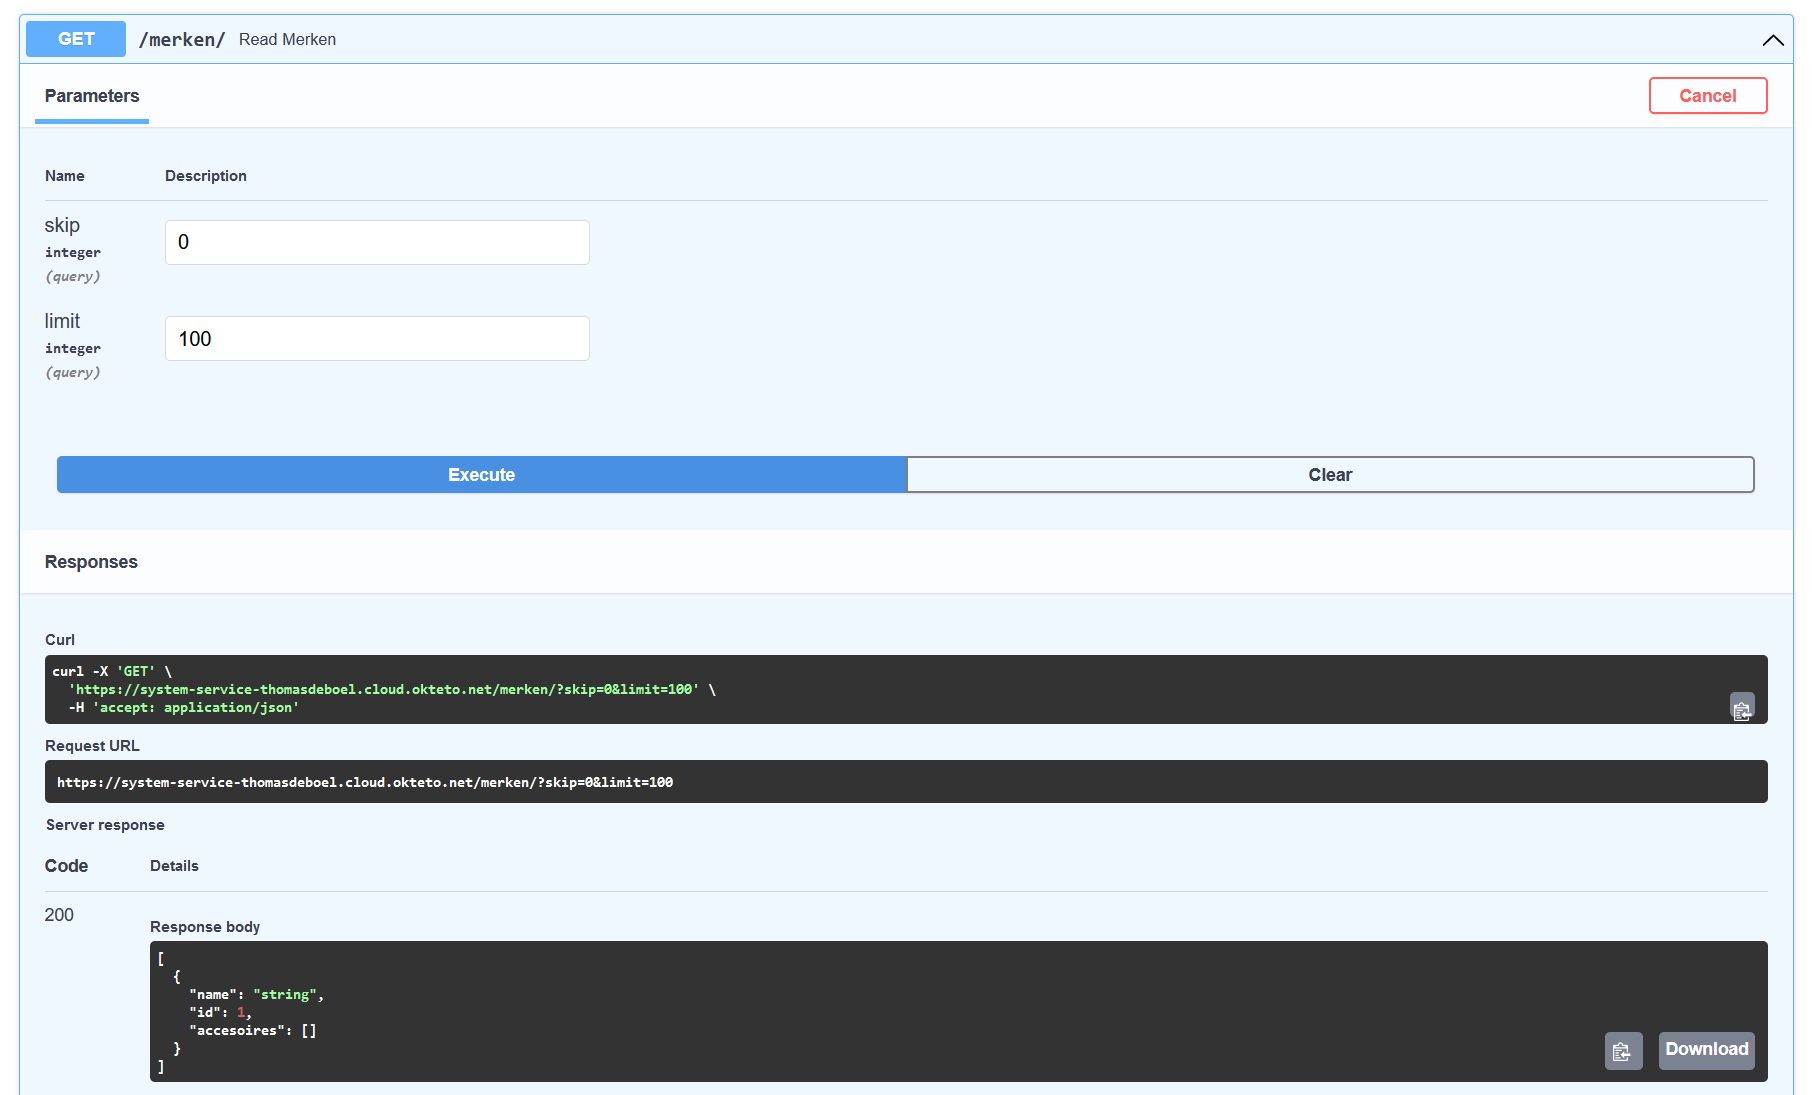 GET /merken/ Read Merken
Parameters
Cancel
Name Description
skip
integer
(query)
0
limit
integer
(query)
100
Execute Clear
Responses
Curl
curl -X 'GET' \
'https://system-service-thomasdeboel.cloud.okteto.net/merken/?skip=0&limit=100' \
-H 'accept: application/json'
Request URL
https://system-service-thomasdeboel.cloud.okteto.net/merken/?skip=0&limit=100
Server response
Code Details
200
Response body
[
{
"name": "string",
"id": 1,
"accesoires": []
}
]
Download